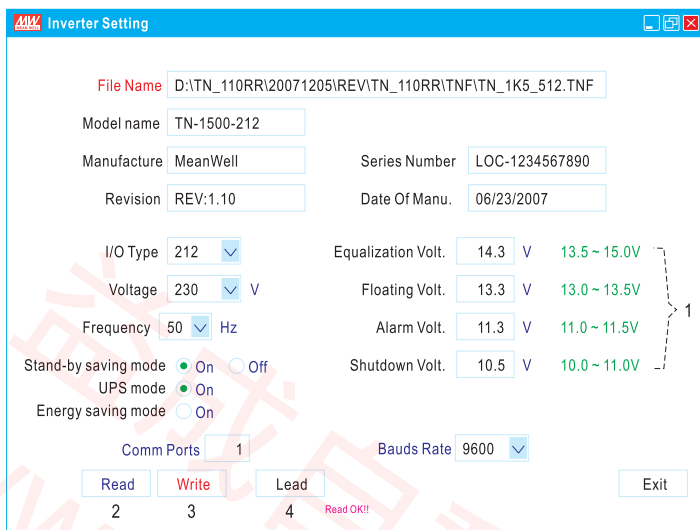 MW MEAN WELL Inverter Setting
File Name D:\TN_110RR\20071205\REV\TN_110RR\TNF\TN_1K5_512.TNF
Model name TN-1500-212
Manufacture MeanWell Series Number LOC-1234567890
Revision REV:1.10 Date Of Manu. 06/23/2007
I/O Type 212 Equalization Volt. 14.3 V 13.5 ~ 15.0V
Voltage 230 V Floating Volt. 13.3 V 13.0 ~ 13.5V
1
Frequency 50 Hz Alarm Volt. 11.3 V 11.0 ~ 11.5V
Stand-by saving mode On Off Shutdown Volt. 10.5 V 10.0 ~ 11.0V
UPS mode On
Energy saving mode On
Comm Ports 1 Bauds Rate 9600
Read Write Lead Exit
2 3 4 Read OK!!